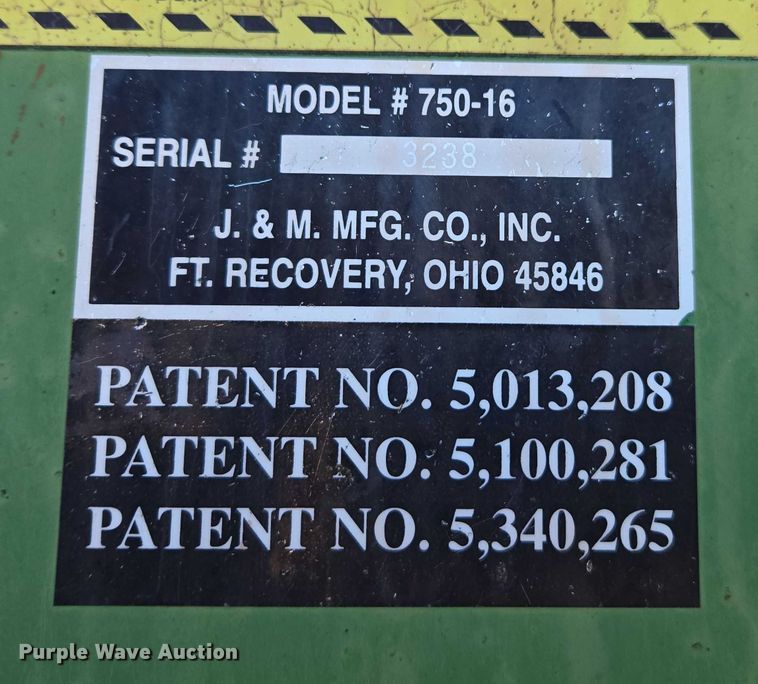 MODEL # 750-16
SERIAL # 3238
J. & M. MFG. CO., INC.
FT. RECOVERY, OHIO 45846
PATENT NO. 5,013,208
PATENT NO. 5,100,281
PATENT NO. 5,340,265
Purple Wave Auction